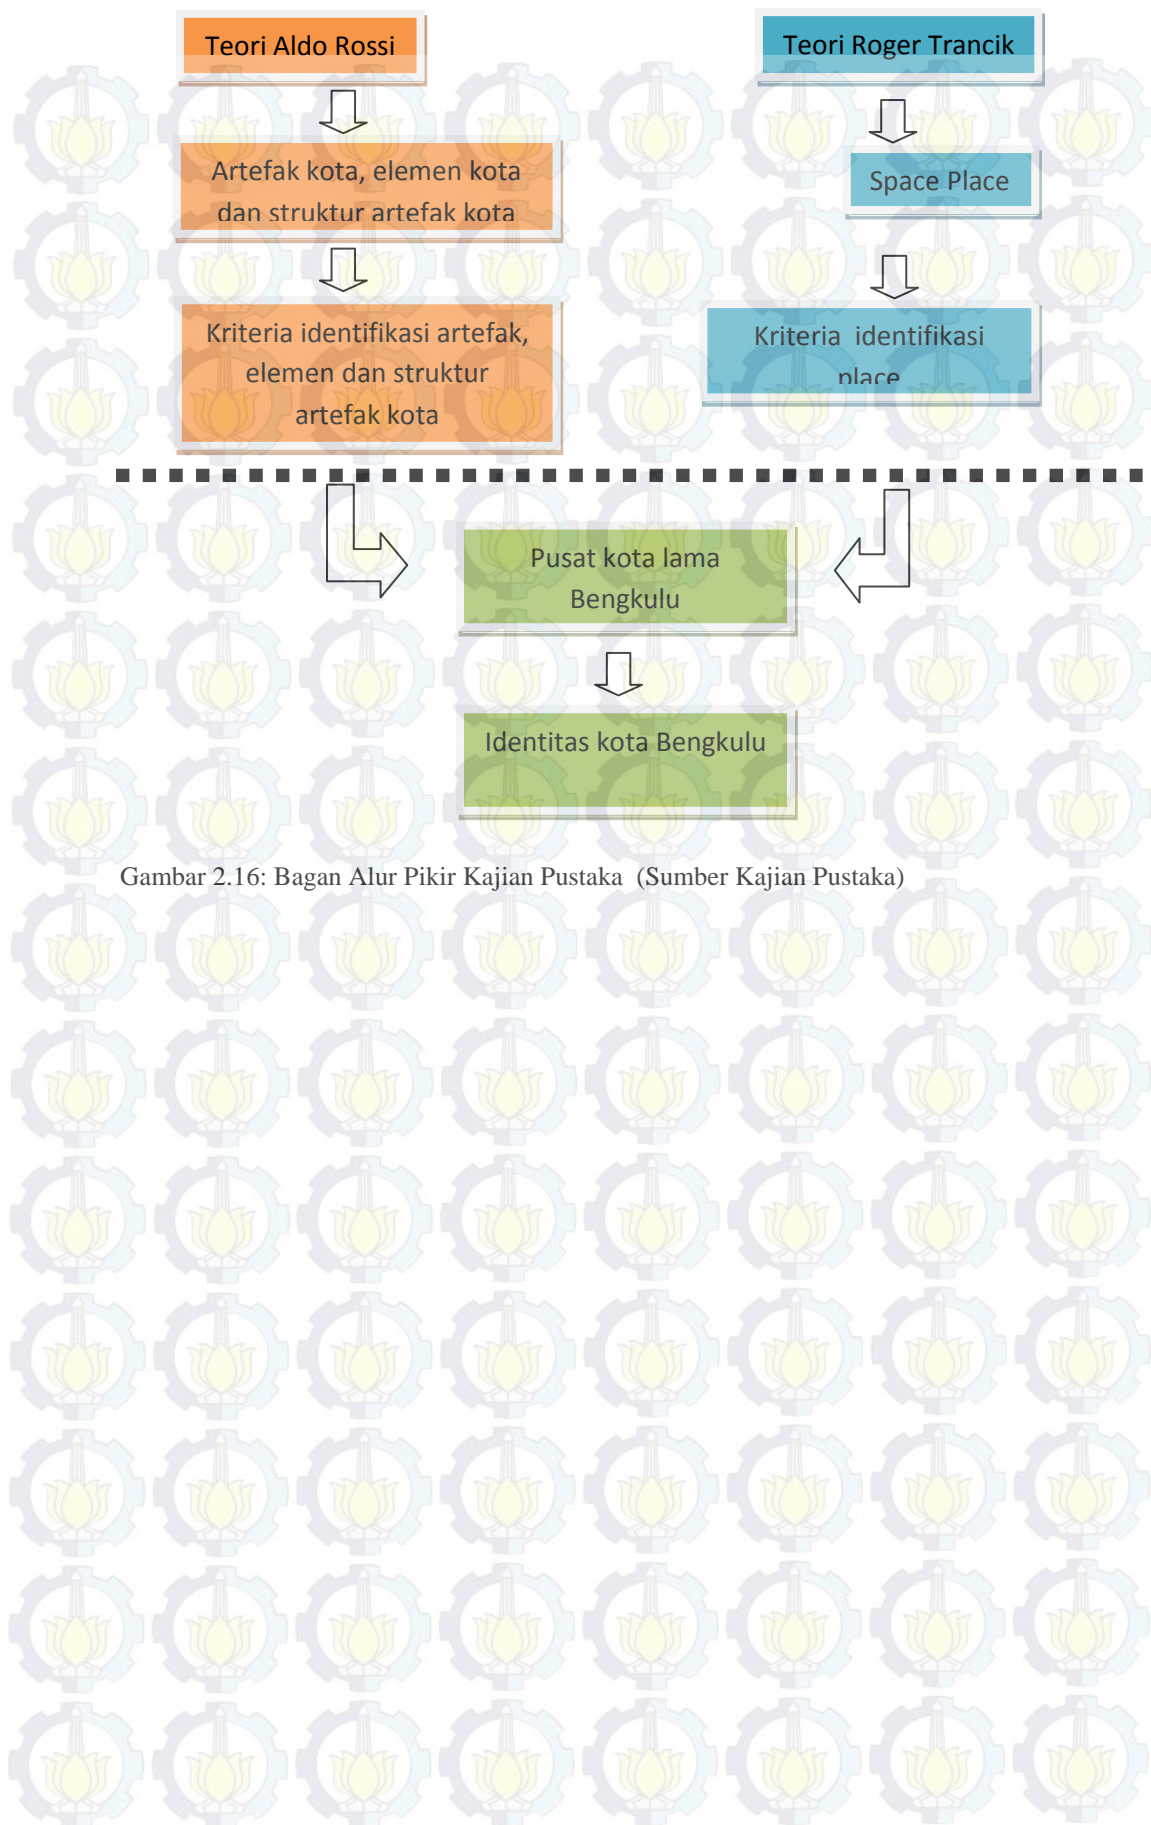 Teori Aldo Rossi
Artefak kota, elemen kota
dan struktur artefak kota
Kriteria identifikasi artefak,
elemen dan struktur
artefak kota
Teori Roger Trancik
Space Place
Kriteria  identifikasi
place
Pusat kota lama
Bengkulu
Identitas kota Bengkulu
Gambar 2.16: Bagan Alur Pikir Kajian Pustaka  (Sumber Kajian Pustaka)